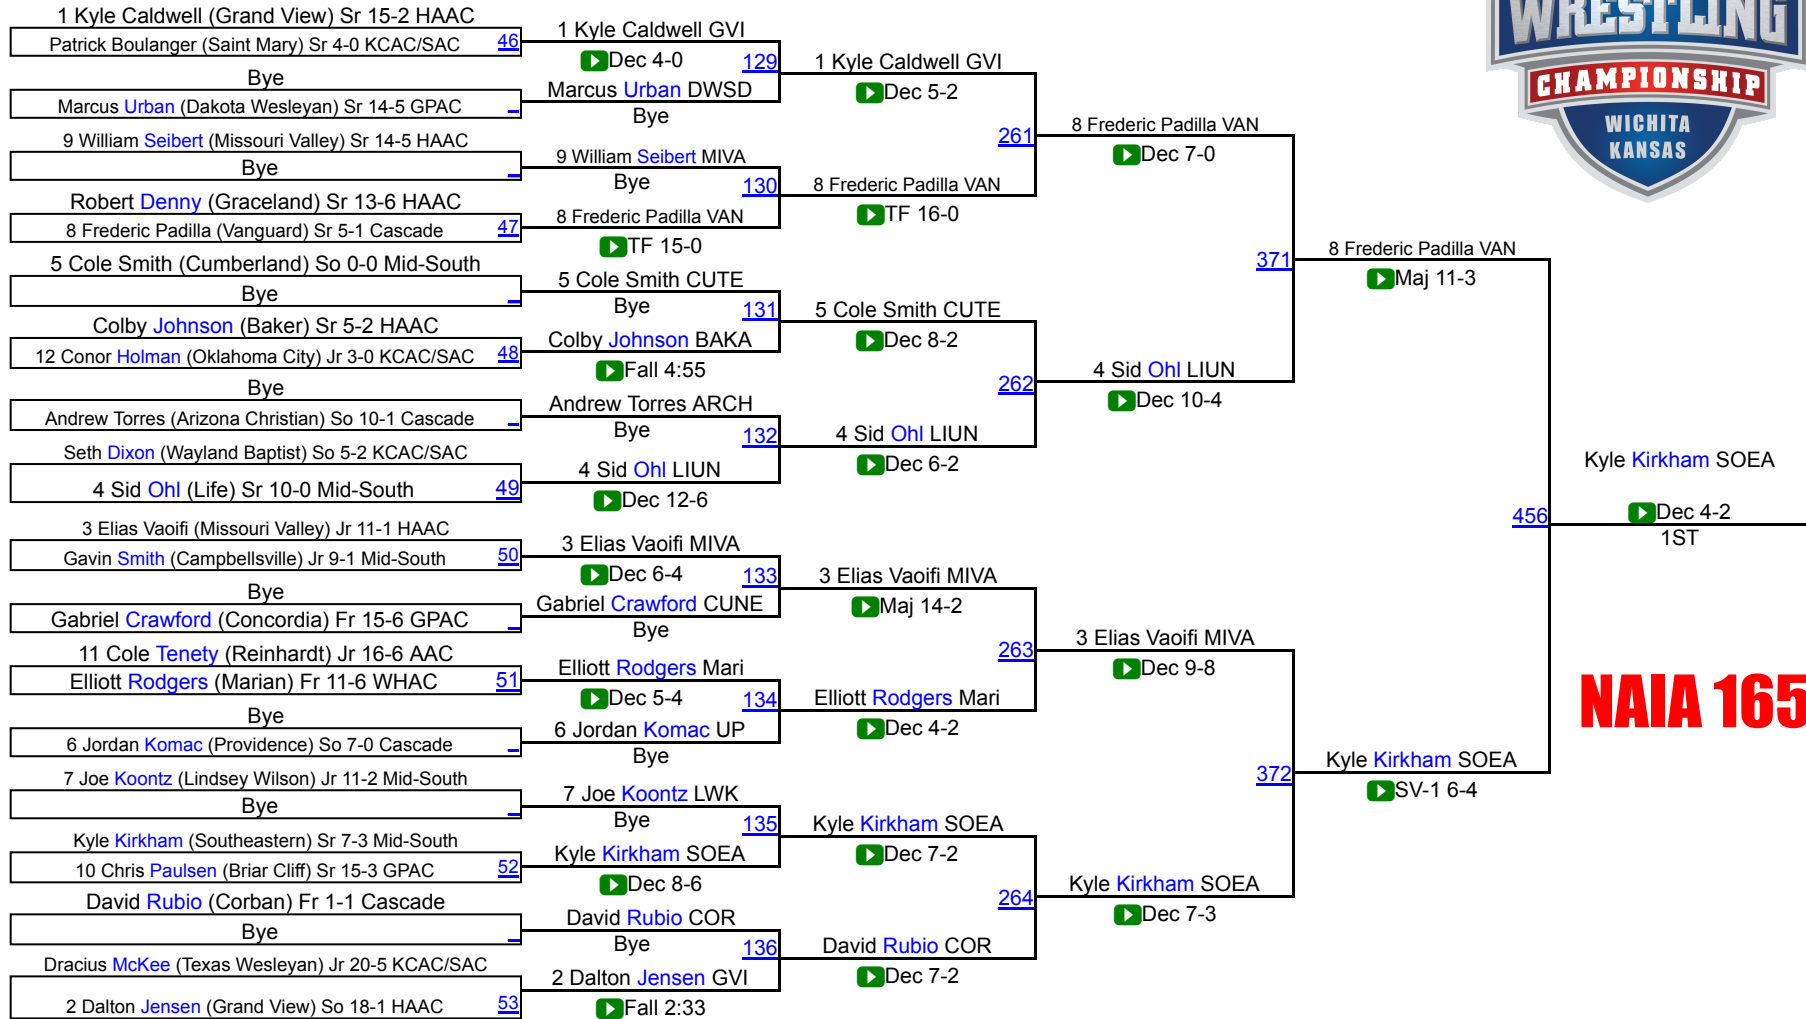 1 Kyle Caldwell (Grand View) Sr 15-2 HAAC
Patrick Boulanger (Saint Mary) Sr 4-0 KCAC/SAC 46
Bye
Marcus Urban (Dakota Wesleyan) Sr 14-5 GPAC
9 William Seibert (Missouri Valley) Sr 14-5 HAAC
Bye
Robert Denny (Graceland) Sr 13-6 HAAC
8 Frederic Padilla (Vanguard) Sr 5-1 Cascade 47
5 Cole Smith (Cumberland) So 0-0 Mid-South
Bye
Colby Johnson (Baker) Sr 5-2 HAAC
12 Conor Holman (Oklahoma City) Jr 3-0 KCAC/SAC 48
Bye
Andrew Torres (Arizona Christian) So 10-1 Cascade
Seth Dixon (Wayland Baptist) So 5-2 KCAC/SAC
4 Sid Ohl (Life) Sr 10-0 Mid-South 49
3 Elias Vaoifi (Missouri Valley) Jr 11-1 HAAC
Gavin Smith (Campbellsville) Jr 9-1 Mid-South 50
Bye
Gabriel Crawford (Concordia) Fr 15-6 GPAC
11 Cole Tenety (Reinhardt) Jr 16-6 AAC
Elliott Rodgers (Marian) Fr 11-6 WHAC 51
Bye
6 Jordan Komac (Providence) So 7-0 Cascade
7 Joe Koontz (Lindsey Wilson) Jr 11-2 Mid-South
Bye
Kyle Kirkham (Southeastern) Sr 7-3 Mid-South
10 Chris Paulsen (Briar Cliff) Sr 15-3 GPAC 52
David Rubio (Corban) Fr 1-1 Cascade
Bye
Dracius McKee (Texas Wesleyan) Jr 20-5 KCAC/SAC
2 Dalton Jensen (Grand View) So 18-1 HAAC 53
1 Kyle Caldwell GVI
Dec 4-0 129
Marcus Urban DWSD
Bye
9 William Seibert MIVA
Bye 130
8 Frederic Padilla VAN
TF 15-0
5 Cole Smith CUTE
Bye 131
Colby Johnson BAKA
Fall 4:55
Andrew Torres ARCH
Bye 132
4 Sid Ohl LIUN
Dec 12-6
3 Elias Vaoifi MIVA
Dec 6-4 133
Gabriel Crawford CUNE
Bye
Elliott Rodgers Mari
Dec 5-4 134
6 Jordan Komac UP
Bye
7 Joe Koontz LWK
Bye 135
Kyle Kirkham SOEA
Dec 8-6
David Rubio COR
Bye 136
2 Dalton Jensen GVI
Fall 2:33
1 Kyle Caldwell GVI
Dec 5-2
261
8 Frederic Padilla VAN
TF 16-0
5 Cole Smith CUTE
Dec 8-2
262
4 Sid Ohl LIUN
Dec 6-2
3 Elias Vaoifi MIVA
Maj 14-2
263
Elliott Rodgers Mari
Dec 4-2
Kyle Kirkham SOEA
Dec 7-2
264
David Rubio COR
Dec 7-2
8 Frederic Padilla VAN
Dec 7-0
371
4 Sid Ohl LIUN
Dec 10-4
3 Elias Vaoifi MIVA
Dec 9-8
372
Kyle Kirkham SOEA
Dec 7-3
8 Frederic Padilla VAN
Maj 11-3
456
Kyle Kirkham SOEA
SV-1 6-4
Kyle Kirkham SOEA
Dec 4-2
1ST
WRESTLING
CHAMPIONSHIP
WICHITA
KANSAS
NAIA 165